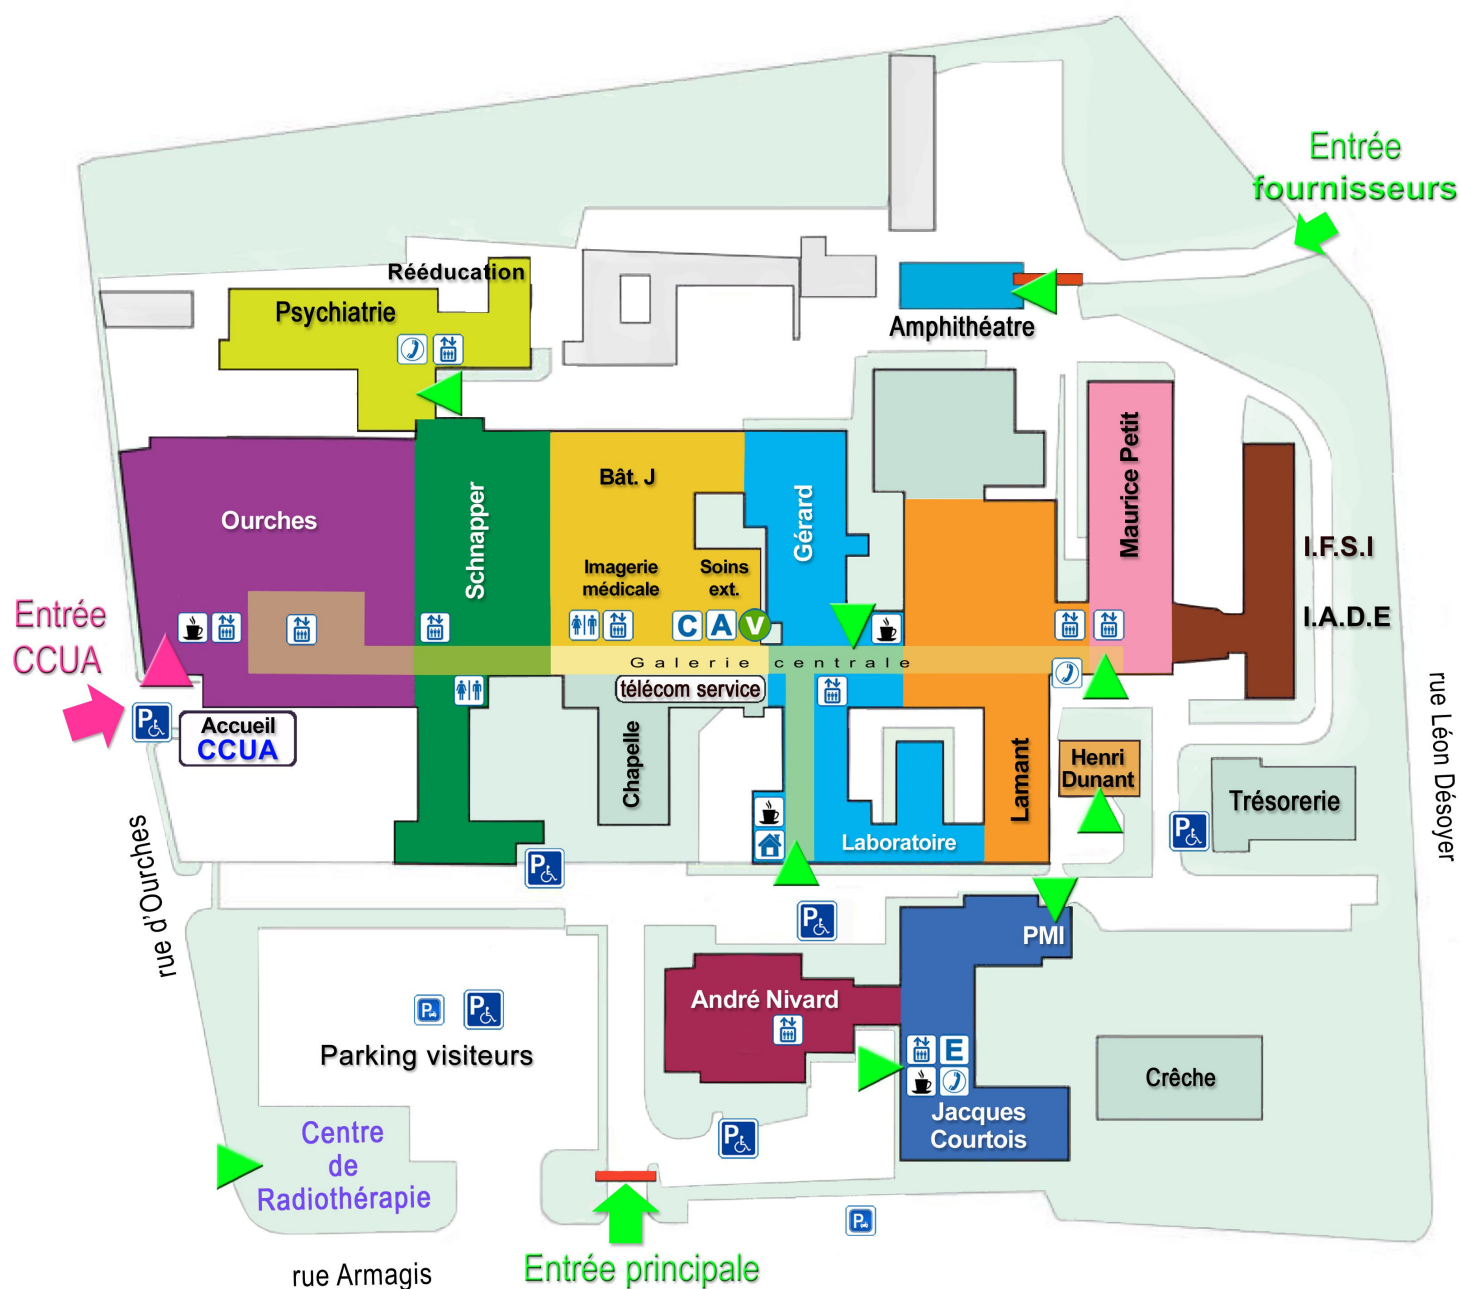 Entrée
fournisseurs
Rééducation
Psychiatrie
Amphithéatre
Maurice Petit
Bât. J
Schnapper
Gérard
Ourches
I.F.S.I
Imagerie
médicale
Soins
ext.
I.A.D.E
Entrée
CCUA
C A V
Galerie centrale
télécom service
P
Accueil
CCUA
Chapelle
Lamant
Henri
Dunant
rue Léon Désoyer
Trésorerie
P
Laboratoire
P
rue d'Ourches
P
PMI
André Nivard
P P
Parking visiteurs
E
Crêche
Jacques
Courtois
P
Centre
de
Radiothérapie
P
Entrée principale
rue Armagis